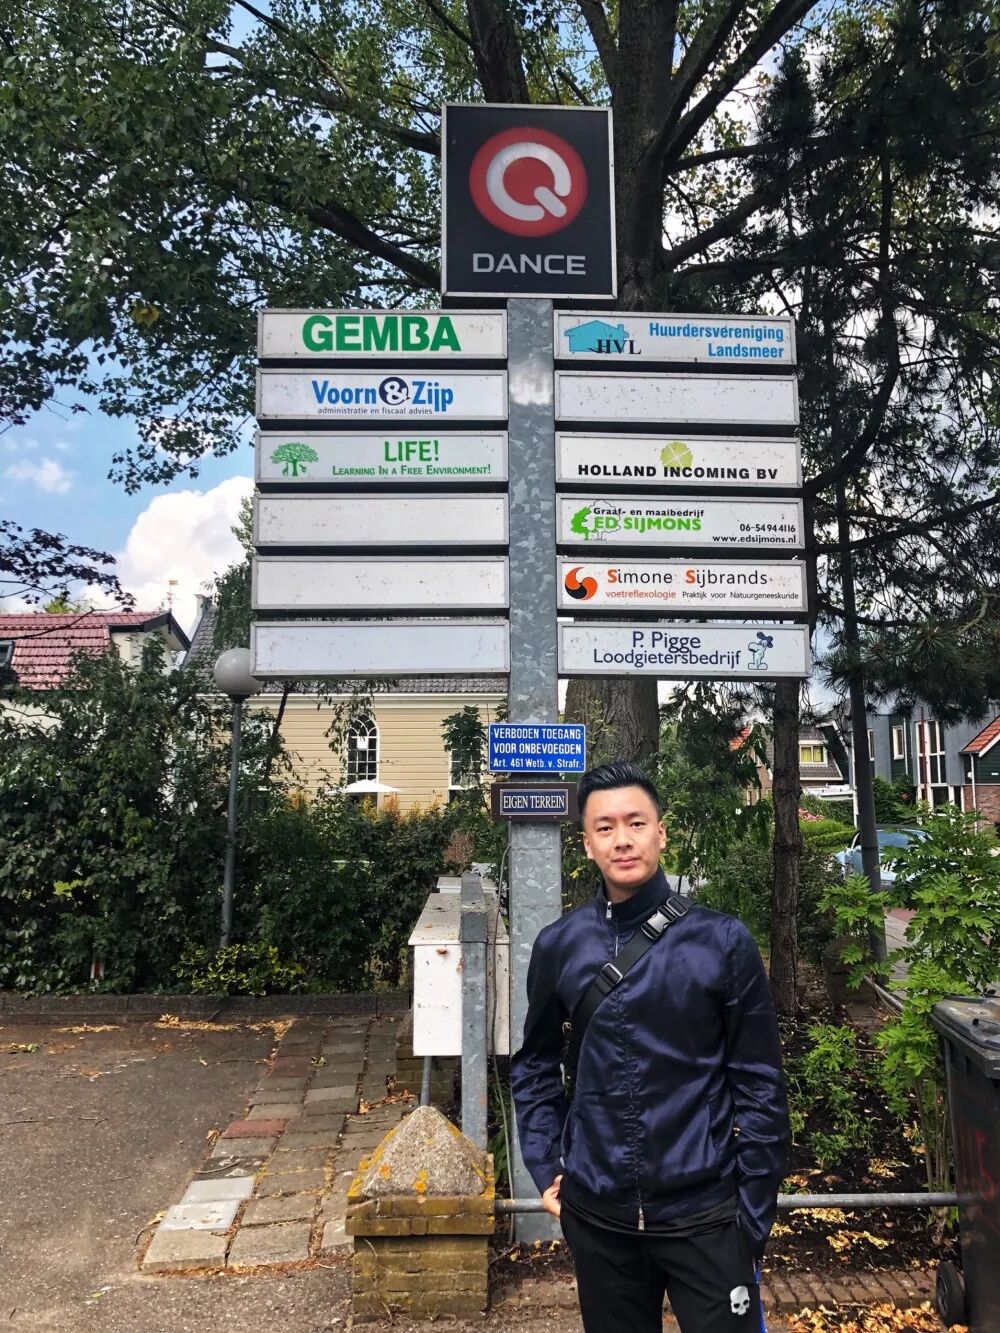 Q
DANCE
GEMBA
Voorn&Zijp
administratie en fiscaal advies
LIFE!
LEARNING IN A FREE ENVIRONMENT!
HVL
Huurdersvereniging
Landsmeer
HOLLAND INCOMING BV
Graaf- en maaibedrijf
ED SIJMONS
06-54944116
www.edsijmons.nl
Simone Sijbrands
voetreflexologie Praktijk voor Natuurgeneeskunde
P. Pigge
Loodgietersbedrijf
VERBODEN TOEGANG
VOOR ONBEVOEGDEN
Art. 461 Wetb. v. Strafr.
EIGEN TERREIN